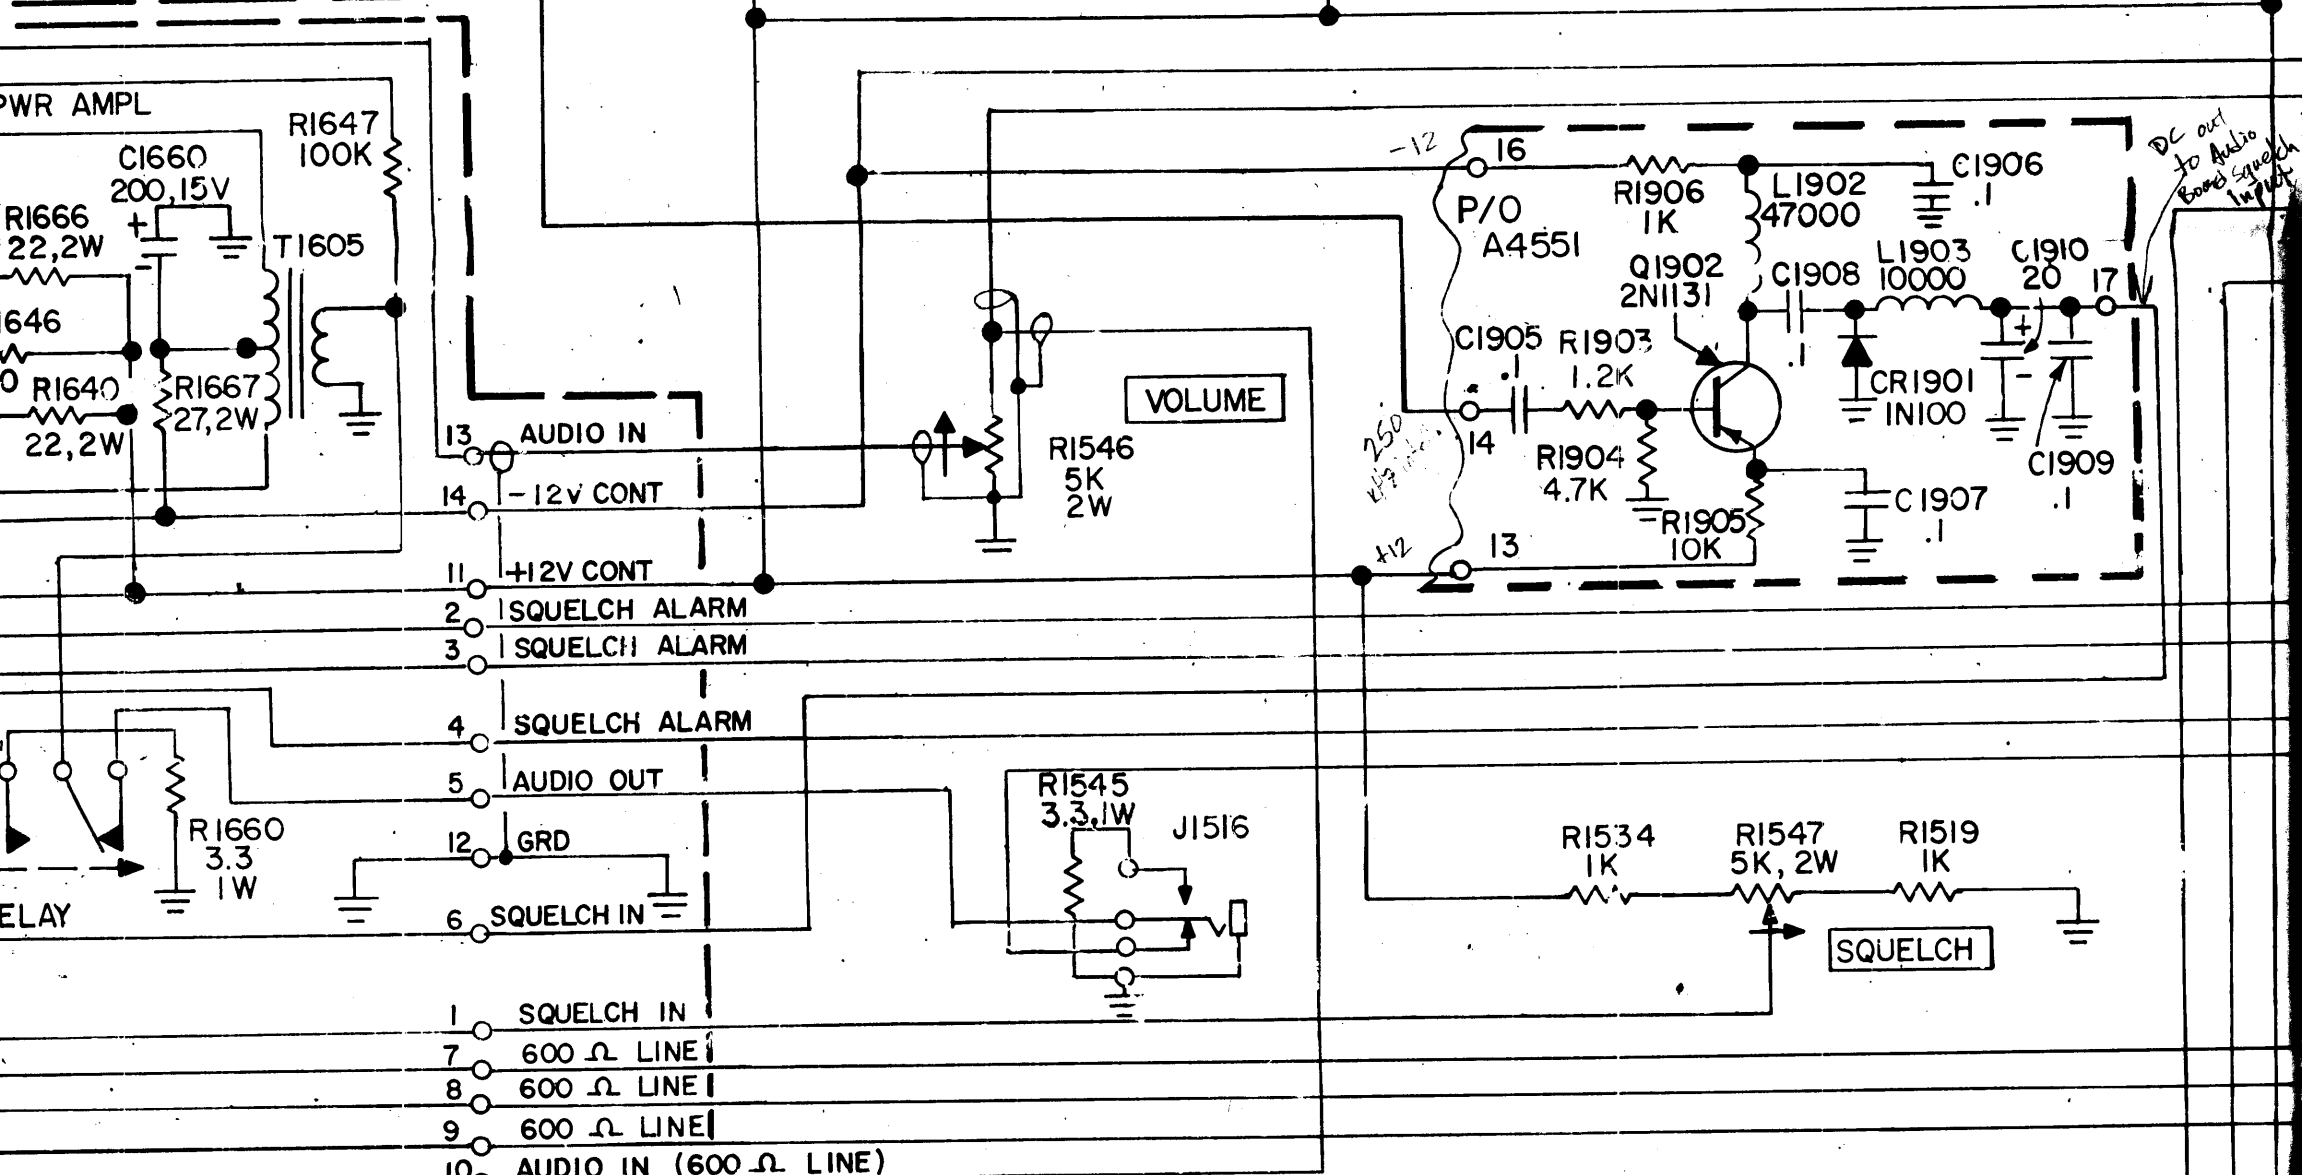 PWR AMPL
R1647
100K
C1660
200,15V
+
-
R1666
22,2W
T1605
1646
0
R1640
22,2W
R1667
27,2W
13 AUDIO IN
14 -12V CONT
11 +12V CONT
2 SQUELCH ALARM
3 SQUELCH ALARM
4 SQUELCH ALARM
5 AUDIO OUT
12 GRD
6 SQUELCH IN
1 SQUELCH IN
7 600 Ω LINE
8 600 Ω LINE
9 600 Ω LINE
10 AUDIO IN (600 Ω LINE)
R1660
3.3
1W
ELAY
VOLUME
R1546
5K
2W
R1545
3.3,1W
J1516
-12
16
P/O
A4551
R1906
1K
L1902
47000
C1906
.1
Q1902
2N1131
C1908
.1
L1903
10000
C1910
20
+
-
17
DC out
to Audio
Board squelch
Input
C1905
.1
R1903
1.2K
14
250
R1904
4.7K
CR1901
1N100
C1909
.1
C1907
.1
R1905
10K
+12
13
R1534
1K
R1547
5K, 2W
R1519
1K
SQUELCH